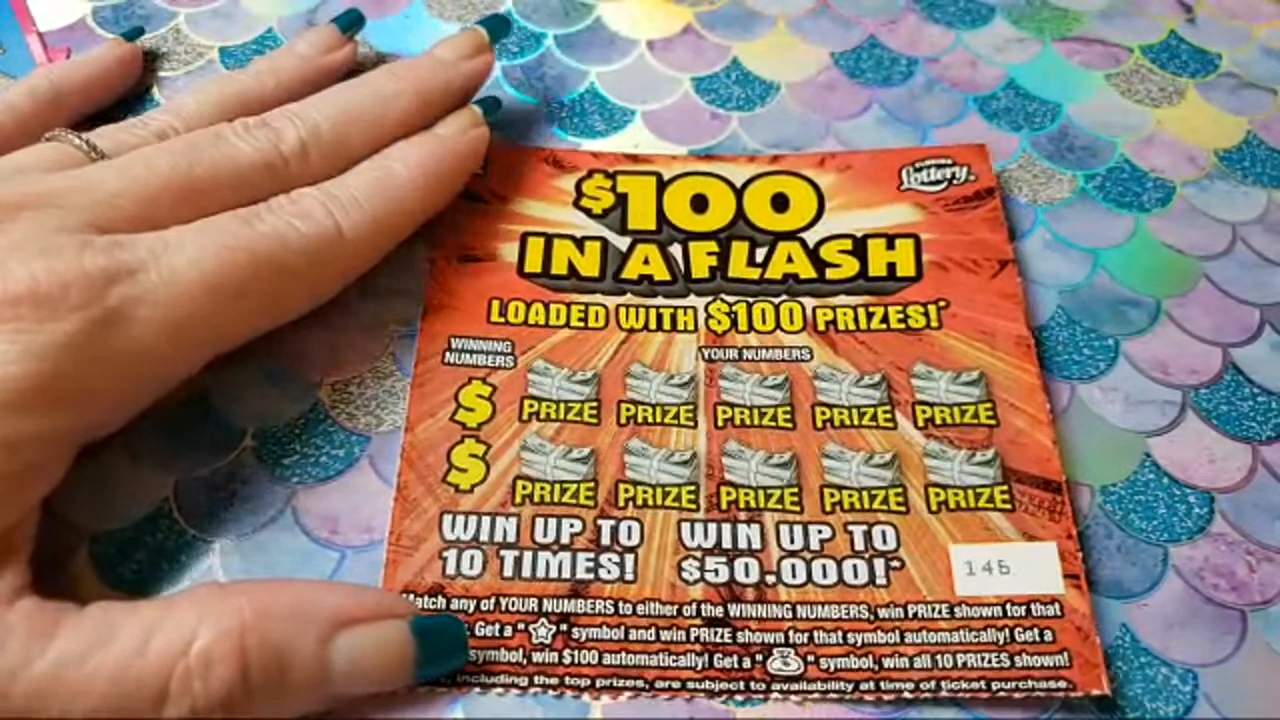 FLORIDA
Lottery
$100
IN A FLASH
LOADED WITH $100 PRIZES!*
WINNING
NUMBERS
YOUR NUMBERS
$
PRIZE PRIZE PRIZE PRIZE PRIZE
$
PRIZE PRIZE PRIZE PRIZE PRIZE
WIN UP TO
10 TIMES!
WIN UP TO
$50,000!*
146
Match any of YOUR NUMBERS to either of the WINNING NUMBERS, win PRIZE shown for that
Get a " " symbol and win PRIZE shown for that symbol automatically! Get a
symbol, win $100 automatically! Get a " " symbol, win all 10 PRIZES shown!
including the top prizes, are subject to availability at time of ticket purchase.